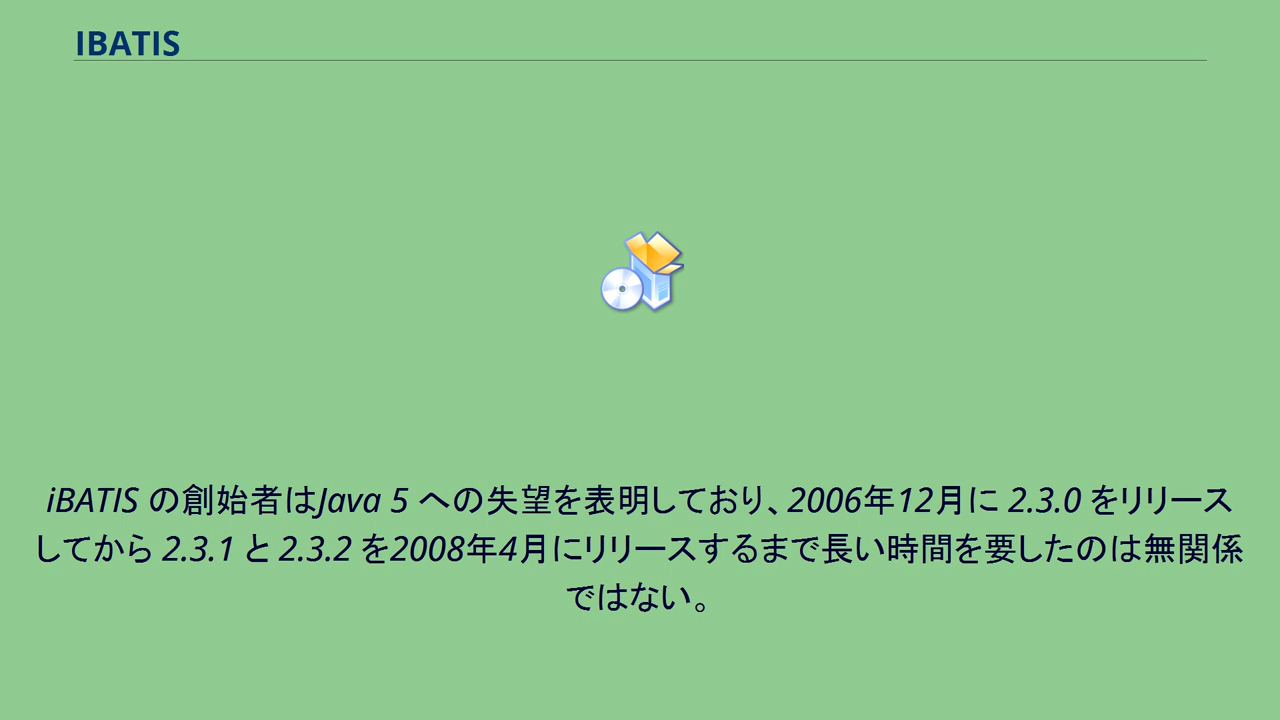 IBATIS
iBATIS の創始者はJava 5 への失望を表明しており、2006年12月に 2.3.0 をリリース
してから 2.3.1 と 2.3.2 を2008年4月にリリースするまで長い時間を要したのは無関係
ではない。